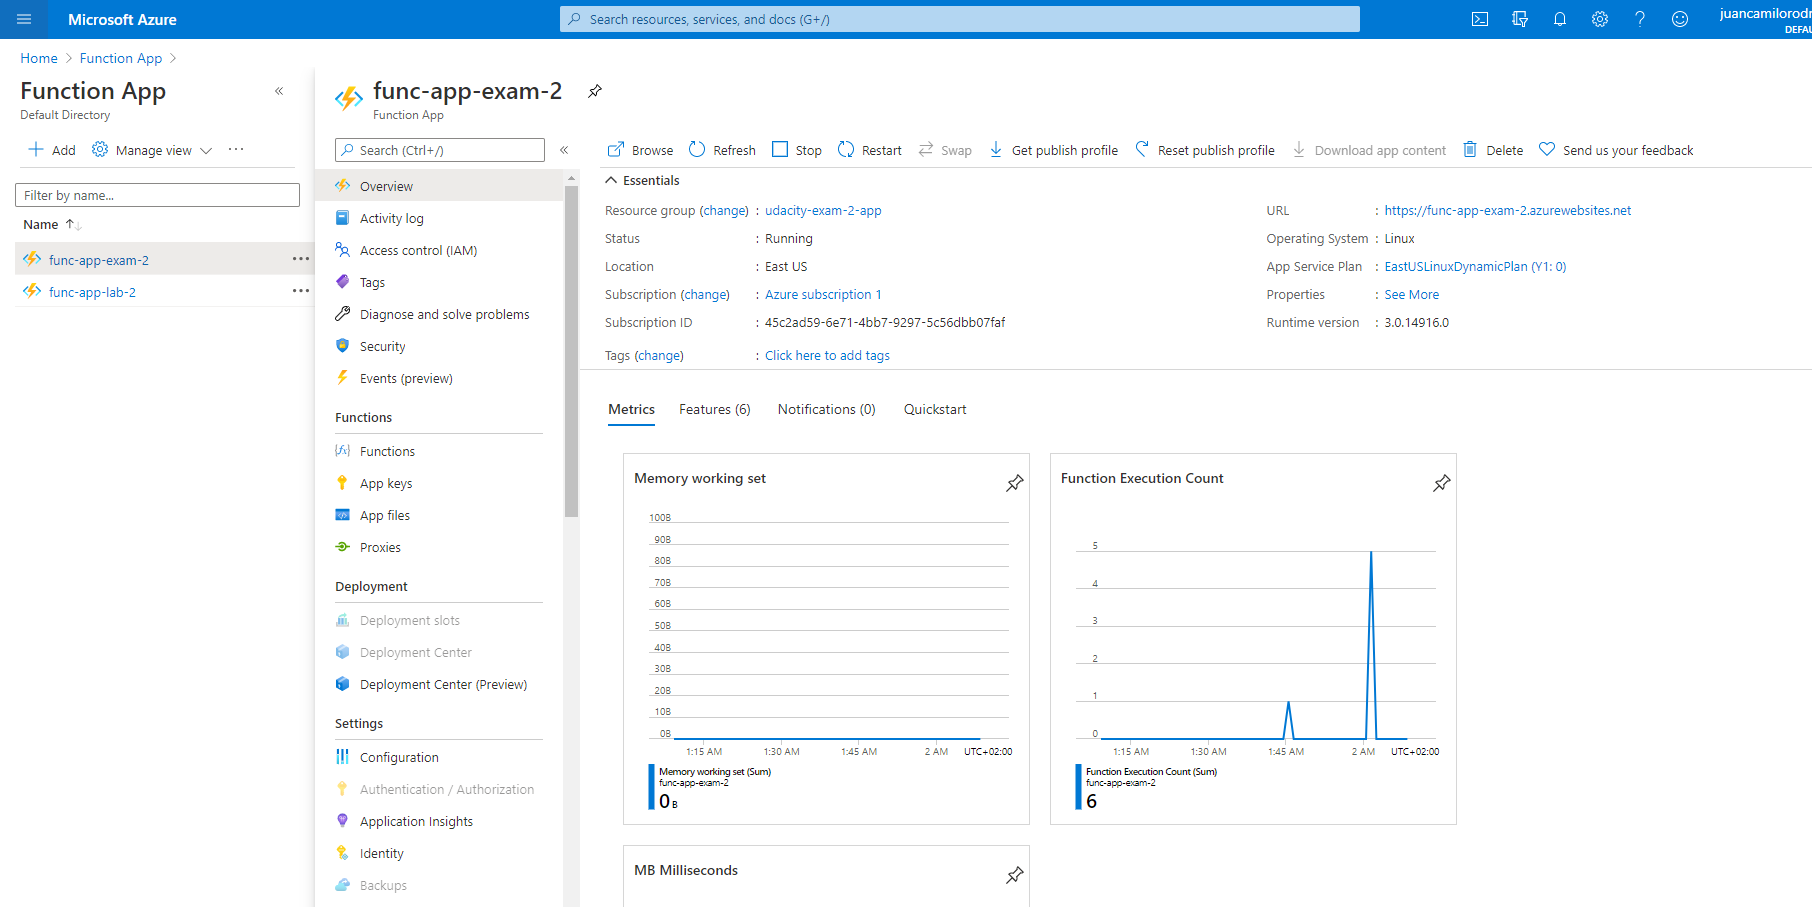 Microsoft Azure
Search resources, services, and docs (G+/)
juancamilorodr
DEFAU
Home > Function App >
Function App
Default Directory
«
Add
Manage view
...
Filter by name...
Name
func-app-exam-2
func-app-lab-2
func-app-exam-2
Function App
Search (Ctrl+/)
«
Overview
Activity log
Access control (IAM)
Tags
Diagnose and solve problems
Security
Events (preview)
Functions
Functions
App keys
App files
Proxies
Deployment
Deployment slots
Deployment Center
Deployment Center (Preview)
Settings
Configuration
Authentication / Authorization
Application Insights
Identity
Backups
Browse Refresh Stop Restart Swap Get publish profile Reset publish profile Download app content Delete Send us your feedback
Essentials
Resource group (change) : udacity-exam-2-app
Status : Running
Location : East US
Subscription (change) : Azure subscription 1
Subscription ID : 45c2ad59-6e71-4bb7-9297-5c56dbb07faf
Tags (change) : Click here to add tags
URL : https://func-app-exam-2.azurewebsites.net
Operating System : Linux
App Service Plan : EastUSLinuxDynamicPlan (Y1: 0)
Properties : See More
Runtime version : 3.0.14916.0
Metrics Features (6) Notifications (0) Quickstart
Memory working set
100B
90B
80B
70B
60B
50B
40B
30B
20B
10B
0B
1:15 AM 1:30 AM 1:45 AM 2 AM UTC+02:00
Memory working set (Sum)
func-app-exam-2
0 B
Function Execution Count
5
4
3
2
1
0
1:15 AM 1:30 AM 1:45 AM 2 AM UTC+02:00
Function Execution Count (Sum)
func-app-exam-2
6
MB Milliseconds